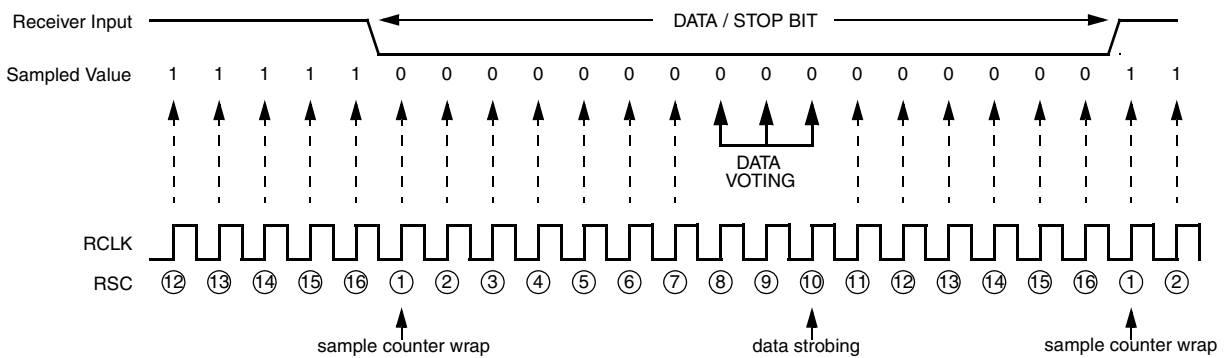 Receiver Input
DATA / STOP BIT
Sampled Value 1 1 1 1 1 0 0 0 0 0 0 0 0 0 0 0 0 0 0 0 0 1 1
DATA
VOTING
RCLK
RSC 12 13 14 15 16 1 2 3 4 5 6 7 8 9 10 11 12 13 14 15 16 1 2
sample counter wrap data strobing sample counter wrap